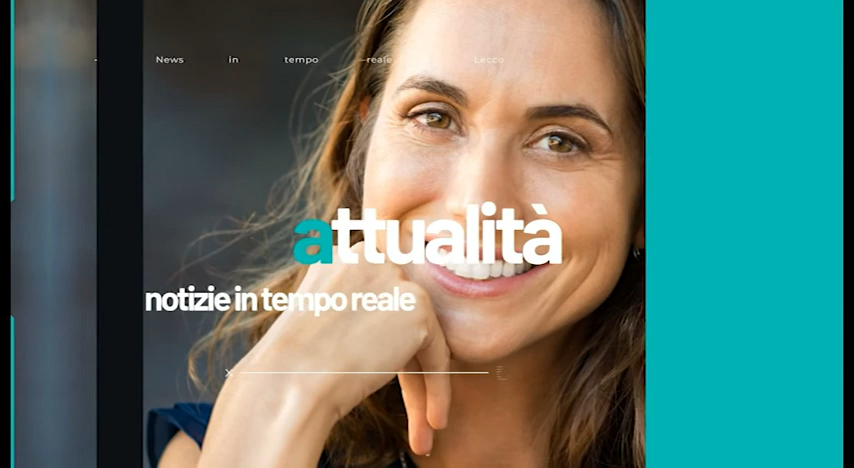 - News in tempo reale Lecco
attualità
notizie in tempo reale